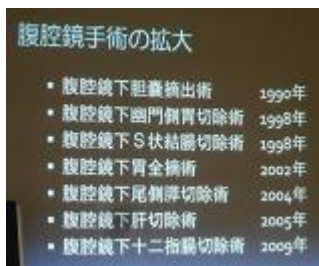 腹腔鏡手術の拡大
▪ 腹腔鏡下胆嚢摘出術 1990年
▪ 腹腔鏡下幽門側胃切除術 1998年
▪ 腹腔鏡下S状結腸切除術 1998年
▪ 腹腔鏡下胃全摘術 2002年
▪ 腹腔鏡下尾側膵切除術 2004年
▪ 腹腔鏡下肝切除術 2005年
▪ 腹腔鏡下十二指腸切除術 2009年